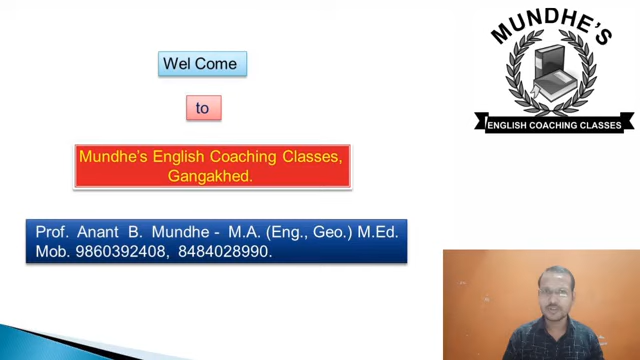 MUNDHE'S
ENGLISH COACHING CLASSES
Wel Come
to
Mundhe's English Coaching Classes,
Gangakhed.
Prof. Anant B. Mundhe - M.A. (Eng., Geo.) M.Ed.
Mob. 9860392408, 8484028990.